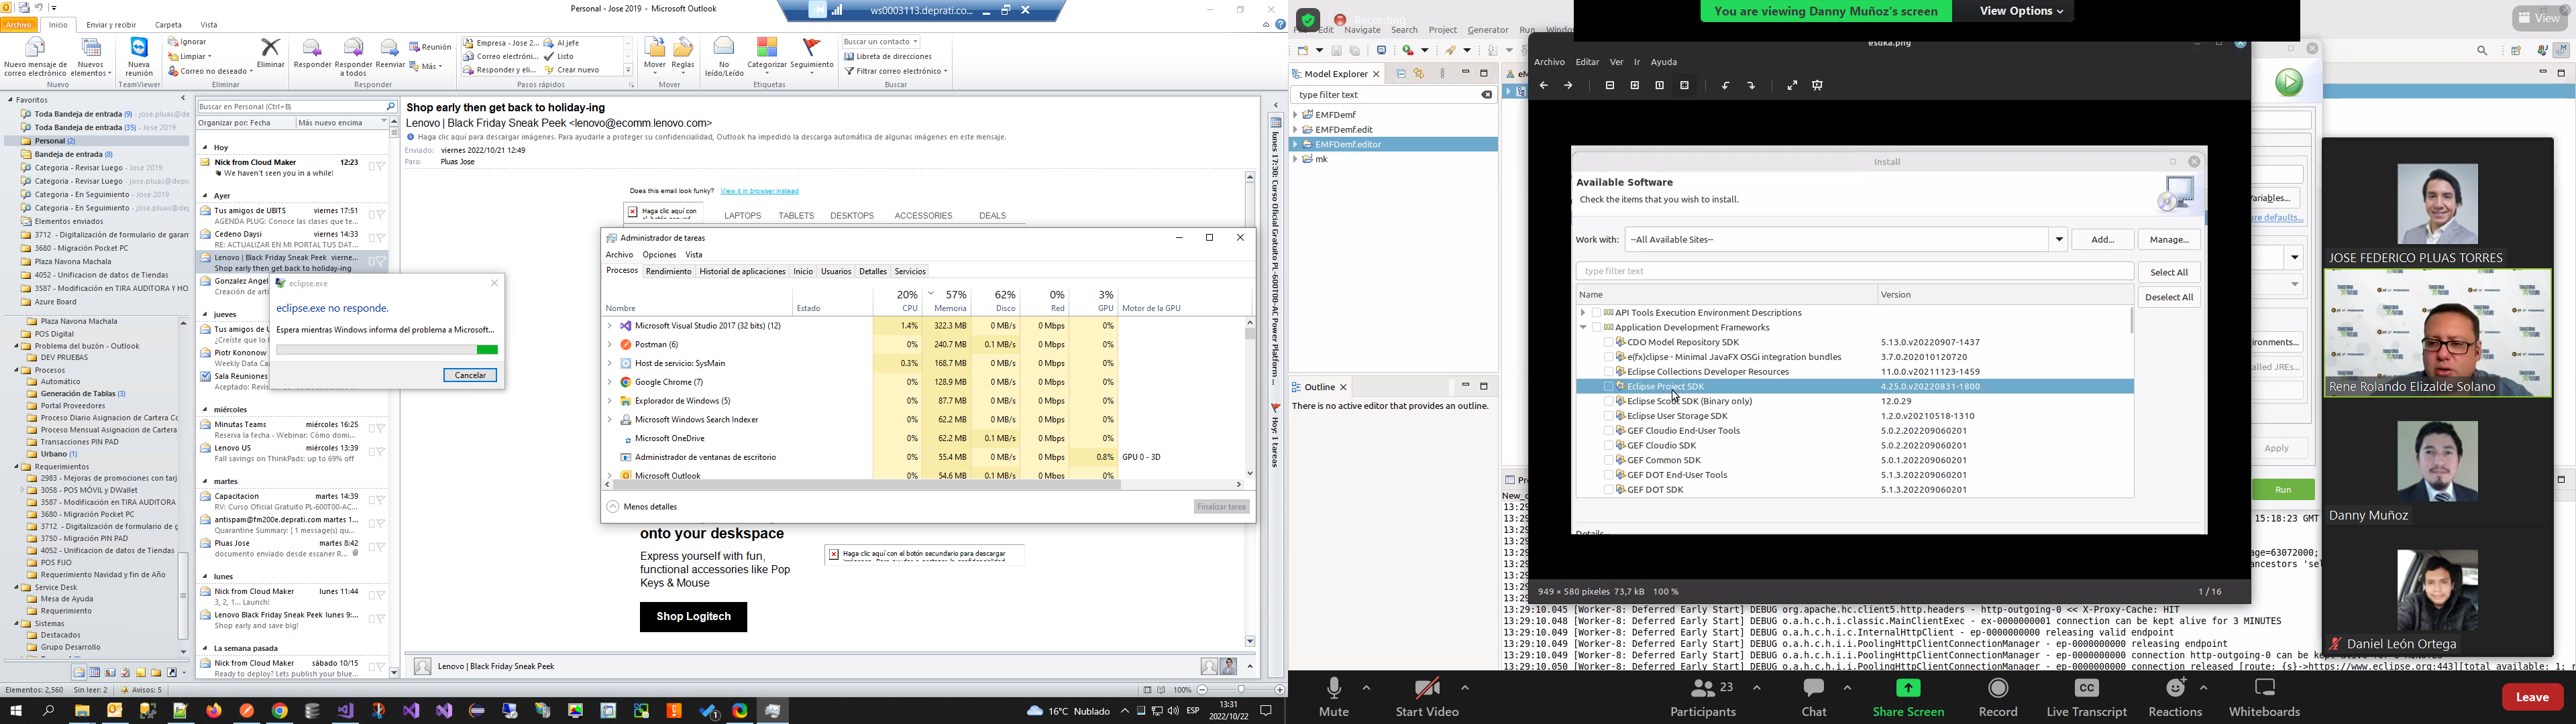 Personal - Jose 2019 - Microsoft Outlook
ws0003113.deprati.co...
Archivo
Inicio
Enviar y recibir
Carpeta
Vista
Nuevo mensaje de correo electrónico
Nuevos elementos
Nueva reunión
Ignorar
Limpiar
Correo no deseado
Eliminar
Responder
Responder a todos
Reenviar
Reunión
Más
Empresa - José 2...
Al jefe
Correo electróni...
Listo
Responder y eli...
Crear nuevo
Mover
Reglas
No leído/Leído
Categorizar
Seguimiento
Buscar un contacto
Libreta de direcciones
Filtrar correo electrónico
Nuevo
TeamViewer
Eliminar
Responder
Pasos rápidos
Mover
Etiquetas
Buscar
Favoritos
Toda Bandeja de entrada (9) - jose.pluas@de
Toda Bandeja de entrada (35) - Jose 2019
Personal (2)
Bandeja de entrada (8)
Categoria - Revisar Luego - Jose 2019
Categoria - Revisar Luego - jose.pluas@depr
Categoria - En Seguimiento - Jose 2019
Categoria - En Seguimiento - jose.pluas@dep
Elementos enviados
3712 - Digitalización de formulario de garan
3680 - Migración Pocket PC
Plaza Navona Machala
4052 - Unificacion de datos de Tiendas
3587 - Modificación en TIRA AUDITORA Y HO
Azure Board
Plaza Navona Machala
POS Digital
Problema del buzón - Outlook
DEV PRUEBAS
Procesos
Automático
Generación de Tablas (3)
Portal Proveedores
Proceso Diario Asignacion de Cartera Co
Proceso Mensual Asignacion de Cartera
Transacciones PIN PAD
Urbano (1)
Requerimientos
2983 - Mejoras de promociones con tarj
3058 - POS MÓVIL y DWallet
3587 - Modificación en TIRA AUDITORA
3680 - Migración Pocket PC
3712 - Digitalización de formulario de g
3750 - Migración PIN PAD
4052 - Unificacion de datos de Tiendas
POS FIJO
Requerimiento Navidad y fin de Año
Service Desk
Mesa de Ayuda
Requerimiento
Sistemas
Destacados
Grupo Desarrollo
Elementos: 2,560
Sin leer: 2
Avisos: 5
Buscar en Personal (Ctrl+B)
Organizar por: Fecha
Más nuevo encima
Hoy
Nick from Cloud Maker 12:23
We haven't seen you in a while!
Ayer
Tus amigos de UBITS viernes 17:51
AGENDA PLUG: Conoce las clases que te...
Cedeno Daysi viernes 14:33
RE: ACTUALIZAR EN MI PORTAL TUS DAT...
Lenovo | Black Friday Sneak Peek vierne...
Shop early then get back to holiday-ing
Gonzalez Angel
Creación de art
jueves
Tus amigos de U
¿Creíste que lo
Piotr Kononow
Weekly Data Ca
Sala Reuniones
Aceptado: Revi
miércoles
Minutas Teams miércoles 16:25
Reserva la fecha - Webinar: Cómo domi...
Lenovo US miércoles 13:39
Fall savings on ThinkPads: up to 69% off
martes
Capacitacion martes 14:39
RV: Curso Oficial Gratuito PL-600T00-AC...
antispam@fm200e.deprati.com martes 1...
Quarantine Summary: [ 1 message(s) qu...
Pluas Jose martes 8:42
documento enviado desde escaner R...
lunes
Nick from Cloud Maker lunes 11:44
3, 2, 1... Launch!
Lenovo Black Friday Sneak Peek lunes 9:...
Shop early and save big!
La semana pasada
Nick from Cloud Maker sábado 10/15
Ready to deploy? Lets publish your blue...
Shop early then get back to holiday-ing
Lenovo | Black Friday Sneak Peek <lenovo@ecomm.lenovo.com>
Haga clic aquí para descargar imágenes. Para ayudarle a proteger su confidencialidad, Outlook ha impedido la descarga automática de algunas imágenes en este mensaje.
Enviado: viernes 2022/10/21 12:49
Para: Pluas Jose
Does this email look funky? View it in browser instead
Haga clic aquí con
LAPTOPS
TABLETS
DESKTOPS
ACCESSORIES
DEALS
eclipse.exe
eclipse.exe no responde.
Espera mientras Windows informa del problema a Microsoft...
Cancelar
Administrador de tareas
Archivo Opciones Vista
Procesos Rendimiento Historial de aplicaciones Inicio Usuarios Detalles Servicios
20% 57% 62% 0% 3%
Nombre Estado CPU Memoria Disco Red GPU Motor de la GPU
Microsoft Visual Studio 2017 (32 bits) (12) 1.4% 322.3 MB 0 MB/s 0 Mbps 0%
Postman (6) 0% 240.7 MB 0.1 MB/s 0 Mbps 0%
Host de servicio: SysMain 0.3% 168.7 MB 0 MB/s 0 Mbps 0%
Google Chrome (7) 0% 128.9 MB 0 MB/s 0 Mbps 0%
Explorador de Windows (5) 0% 87.7 MB 0 MB/s 0 Mbps 0%
Microsoft Windows Search Indexer 0% 62.2 MB 0 MB/s 0 Mbps 0%
Microsoft OneDrive 0% 62.2 MB 0.1 MB/s 0 Mbps 0%
Administrador de ventanas de escritorio 0% 55.4 MB 0 MB/s 0 Mbps 0.8% GPU 0 - 3D
Microsoft Outlook 0% 54.6 MB 0.1 MB/s 0 Mbps 0%
Menos detalles
Finalizar tarea
onto your deskspace
Express yourself with fun,
functional accessories like Pop
Keys & Mouse
Haga clic aquí con el botón secundario para descargar
Shop Logitech
Lenovo | Black Friday Sneak Peek
100%
lunes 17:30: Curso Oficial Gratuito PL-600T00-AC Power Platform ...
Hoy: 1 tareas
16°C Nublado
ESP
13:31
2022/10/22
Recording
You are viewing Danny Muñoz's screen
View Options
View
Edit Navigate Search Project Generator Run Window
Model Explorer
type filter text
EMFDemf
EMFDemf.edit
EMFDemf.editor
mk
Outline
There is no active editor that provides an outline.
esdka.png
Archivo Editar Ver Ir Ayuda
Install
Available Software
Check the items that you wish to install.
Work with: --All Available Sites--
Add...
Manage...
type filter text
Select All
Deselect All
Name Version
API Tools Execution Environment Descriptions
Application Development Frameworks
CDO Model Repository SDK 5.13.0.v20220907-1437
e(fx)clipse - Minimal JavaFX OSGi integration bundles 3.7.0.202010120720
Eclipse Collections Developer Resources 11.0.0.v20211123-1459
Eclipse Project SDK 4.25.0.v20220831-1800
Eclipse Scout SDK (Binary only) 12.0.29
Eclipse User Storage SDK 1.2.0.v20210518-1310
GEF Cloudio End-User Tools 5.0.2.202209060201
GEF Cloudio SDK 5.0.2.202209060201
GEF Common SDK 5.0.1.202209060201
GEF DOT End-User Tools 5.1.3.202209060201
GEF DOT SDK 5.1.3.202209060201
Details
949 × 580 píxeles 73,7 kB 100 %
1 / 16
Variables...
ure defaults...
ronments...
alled JREs...
Apply
Run
15:18:23 GMT
age=63072000;
ancestors 'sel
13:29:10.045 [Worker-8: Deferred Early Start] DEBUG org.apache.hc.client5.http.headers - http-outgoing-0 << X-Proxy-Cache: HIT
13:29:10.048 [Worker-8: Deferred Early Start] DEBUG o.a.h.c.h.i.classic.MainClientExec - ex-0000000001 connection can be kept alive for 3 MINUTES
13:29:10.049 [Worker-8: Deferred Early Start] DEBUG o.a.h.c.h.i.c.InternalHttpClient - ep-0000000000 releasing valid endpoint
13:29:10.049 [Worker-8: Deferred Early Start] DEBUG o.a.h.c.h.i.i.PoolingHttpClientConnectionManager - ep-0000000000 releasing endpoint
13:29:10.049 [Worker-8: Deferred Early Start] DEBUG o.a.h.c.h.i.i.PoolingHttpClientConnectionManager - ep-0000000000 connection http-outgoing-0 can be
13:29:10.050 [Worker-8: Deferred Early Start] DEBUG o.a.h.c.h.i.i.PoolingHttpClientConnectionManager - ep-0000000000 connection released [route: {s}->https://www.eclipse.org:443][total available: 1;
JOSE FEDERICO PLUAS TORRES
Rene Rolando Elizalde Solano
Danny Muñoz
Daniel León Ortega
Mute
Start Video
Participants
23
Chat
Share Screen
Record
Live Transcript
Reactions
Whiteboards
Leave